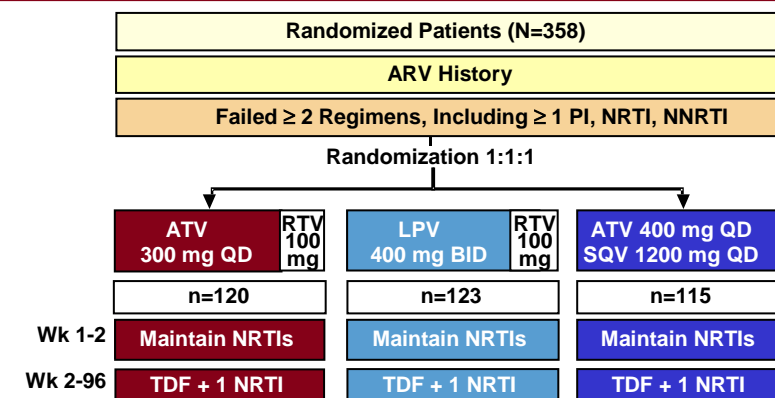 Randomized Patients (N=358)
ARV History
Failed ≥ 2 Regimens, Including ≥ 1 PI, NRTI, NNRTI
Randomization 1:1:1
ATV
300 mg QD
RTV
100
mg
LPV
400 mg BID
RTV
100
mg
ATV 400 mg QD
SQV 1200 mg QD
n=120
n=123
n=115
Wk 1-2
Maintain NRTIs
Maintain NRTIs
Maintain NRTIs
Wk 2-96
TDF + 1 NRTI
TDF + 1 NRTI
TDF + 1 NRTI